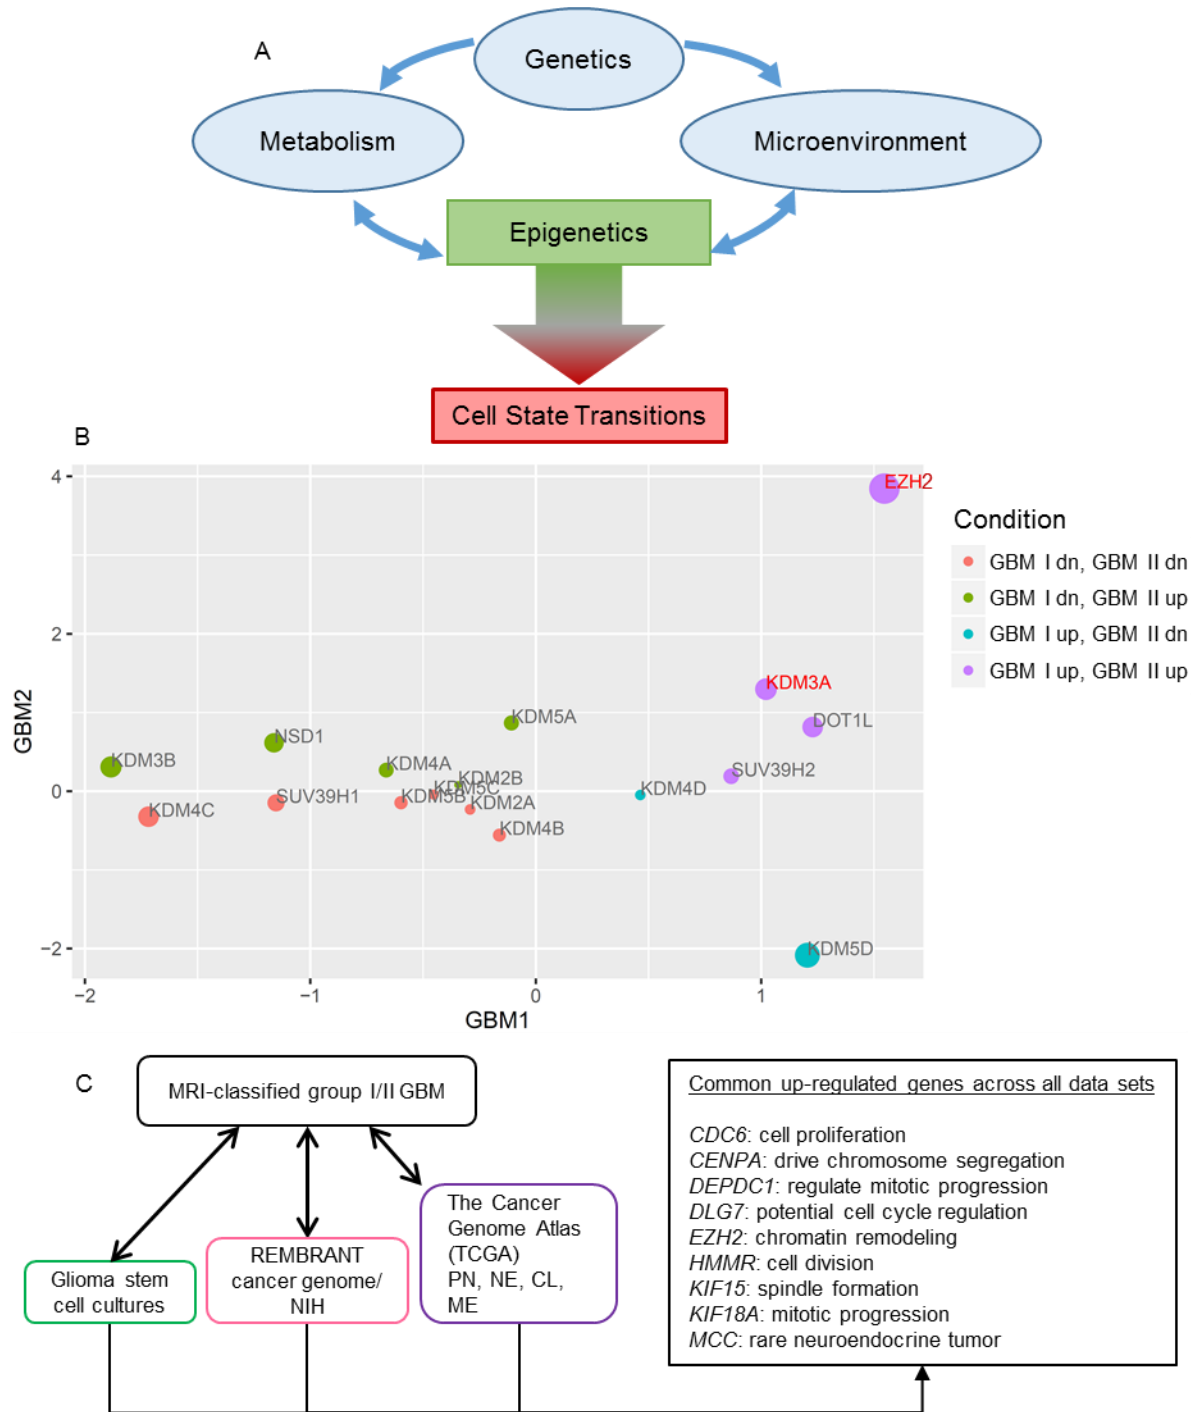 A
Genetics
Metabolism
Microenvironment
Epigenetics
Cell State Transitions
B
4
2
0
−2
GBM2
−2
−1
0
1
GBM1
EZH2
KDM3A
DOT1L
KDM5A
NSD1
KDM3B
KDM4A
KDM2B
KDM5C
SUV39H2
KDM4D
SUV39H1
KDM5B
KDM2A
KDM4C
KDM4B
KDM5D
Condition
GBM I dn, GBM II dn
GBM I dn, GBM II up
GBM I up, GBM II dn
GBM I up, GBM II up
C
MRI-classified group I/II GBM
Glioma stem
cell cultures
REMBRANT
cancer genome/
NIH
The Cancer
Genome Atlas
(TCGA)
PN, NE, CL,
ME
Common up-regulated genes across all data sets
CDC6: cell proliferation
CENPA: drive chromosome segregation
DEPDC1: regulate mitotic progression
DLG7: potential cell cycle regulation
EZH2: chromatin remodeling
HMMR: cell division
KIF15: spindle formation
KIF18A: mitotic progression
MCC: rare neuroendocrine tumor